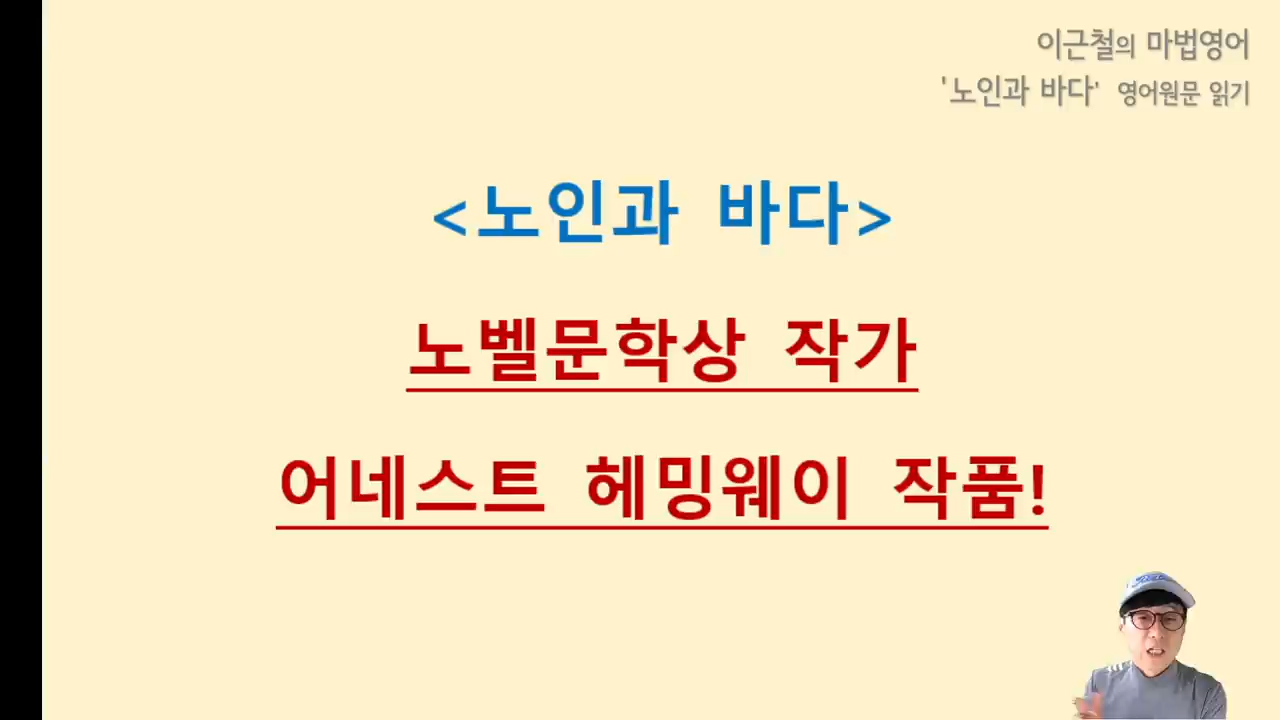 이근철의 마법영어
'노인과 바다' 영어원문 읽기
<노인과 바다>
노벨문학상 작가
어네스트 헤밍웨이 작품!